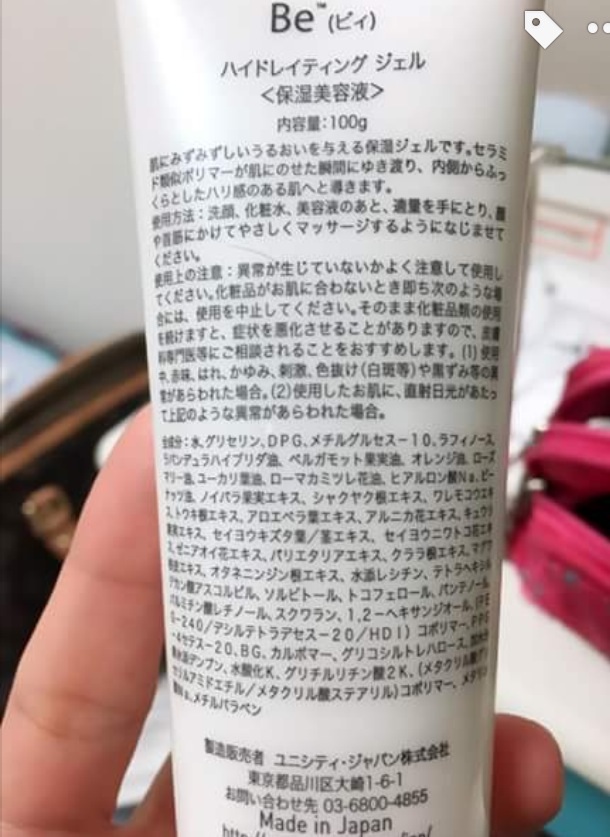 Be™(ビィ)
ハイドレイティング ジェル
＜保湿美容液＞
内容量：100g
肌にみずみずしいうるおいを与える保湿ジェルです。セラミ
ド類似ポリマーが肌にのせた瞬間にゆき渡り、内側からふっ
くらとしたハリ感のある肌へと導きます。
使用方法：洗顔、化粧水、美容液のあと、適量を手にとり、顔
や首筋にかけてやさしくマッサージするようになじませて
ください。
使用上の注意：異常が生じていないかよく注意して使用し
てください。化粧品がお肌に合わないとき即ち次のような場
合には、使用を中止してください。そのまま化粧品類の使用
を続けますと、症状を悪化させることがありますので、皮膚
科専門医等にご相談されることをおすすめします。(1) 使用
中、赤味、はれ、かゆみ、刺激、色抜け(白斑等)や黒ずみ等の異
常があらわれた場合。(2)使用したお肌に、直射日光があたっ
て上記のような異常があらわれた場合。
全成分：水、グリセリン、DPG、メチルグルセス－10、ラフィノース、
ラバンデュラハイブリダ油、ベルガモット果実油、オレンジ油、ローズ
マリー油、ユーカリ葉油、ローマカミツレ花油、ヒアルロン酸Na、ピー
ナッツ油、ノイバラ果実エキス、シャクヤク根エキス、ワレモコウエキ
ス、トウキ根エキス、アロエベラ葉エキス、アルニカ花エキス、キュウリ
果実エキス、セイヨウキズタ葉／茎エキス、セイヨウニワトコ花エキ
ス、ゼニアオイ花エキス、パリエタリアエキス、クララ根エキス、マグワ
根皮エキス、オタネニンジン根エキス、水添レシチン、テトラヘキシル
デカン酸アスコルビル、ソルビトール、トコフェロール、パンテノール、
パルミチン酸レチノール、スクワラン、1,2－ヘキサンジオール、(PE
G-240／デシルテトラデセス－20／HDI) コポリマー、PPG
-4セテス-20、BG、カルボマー、グリコシルトレハロース、
デンプン、水酸化K、グリチルリチン酸2K、(メタクリル酸グリ
セリルアミドエチル／メタクリル酸ステアリル)コポリマー、
メチルパラベン
製造販売者 ユニシティ・ジャパン株式会社
東京都品川区大崎1-6-1
お問い合わせ先 03-6800-4855
Made in Japan